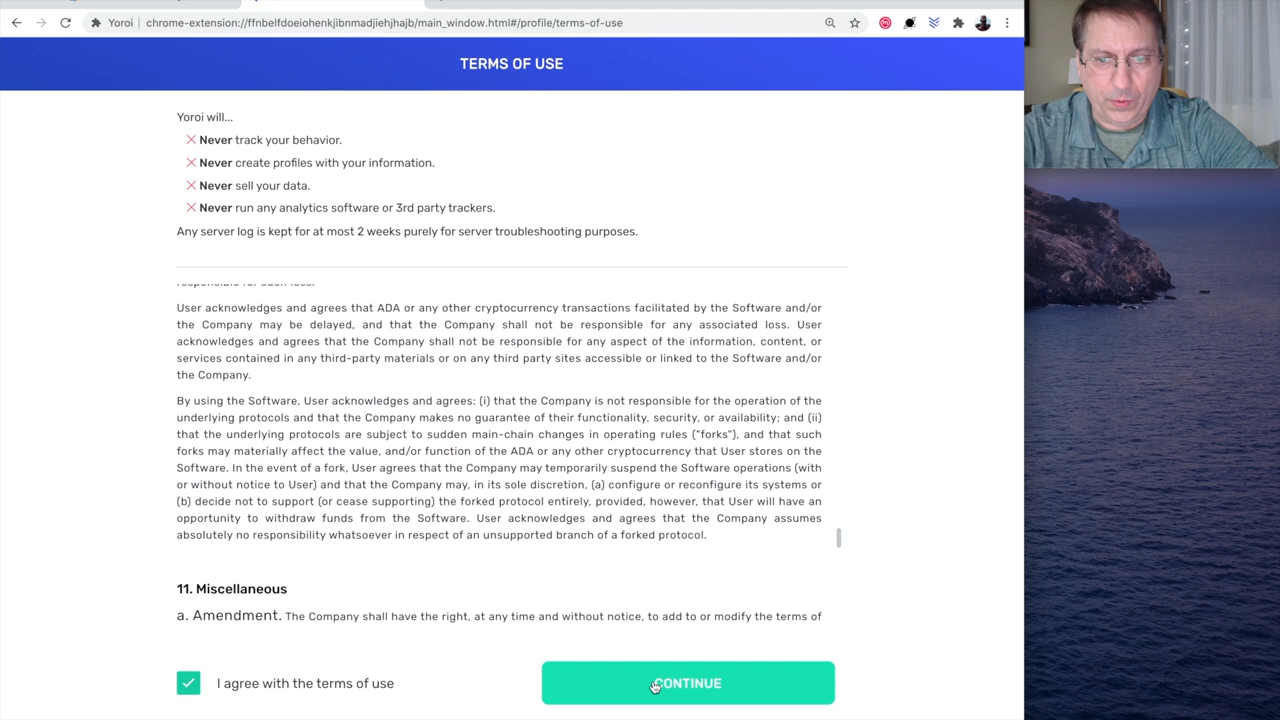 Yoroi
chrome-extension://ffnbelfdoeiohenkjibnmadjiehjhajb/main_window.html#/profile/terms-of-use
TERMS OF USE
Yoroi will...
Never track your behavior.
Never create profiles with your information.
Never sell your data.
Never run any analytics software or 3rd party trackers.
Any server log is kept for at most 2 weeks purely for server troubleshooting purposes.
responsible for such loss.
User acknowledges and agrees that ADA or any other cryptocurrency transactions facilitated by the Software and/or
the Company may be delayed, and that the Company shall not be responsible for any associated loss. User
acknowledges and agrees that the Company shall not be responsible for any aspect of the information, content, or
services contained in any third-party materials or on any third party sites accessible or linked to the Software and/or
the Company.
By using the Software, User acknowledges and agrees: (i) that the Company is not responsible for the operation of the
underlying protocols and that the Company makes no guarantee of their functionality, security, or availability; and (ii)
that the underlying protocols are subject to sudden main-chain changes in operating rules ("forks"), and that such
forks may materially affect the value, and/or function of the ADA or any other cryptocurrency that User stores on the
Software. In the event of a fork, User agrees that the Company may temporarily suspend the Software operations (with
or without notice to User) and that the Company may, in its sole discretion, (a) configure or reconfigure its systems or
(b) decide not to support (or cease supporting) the forked protocol entirely, provided, however, that User will have an
opportunity to withdraw funds from the Software. User acknowledges and agrees that the Company assumes
absolutely no responsibility whatsoever in respect of an unsupported branch of a forked protocol.
11. Miscellaneous
a. Amendment. The Company shall have the right, at any time and without notice, to add to or modify the terms of
I agree with the terms of use
CONTINUE